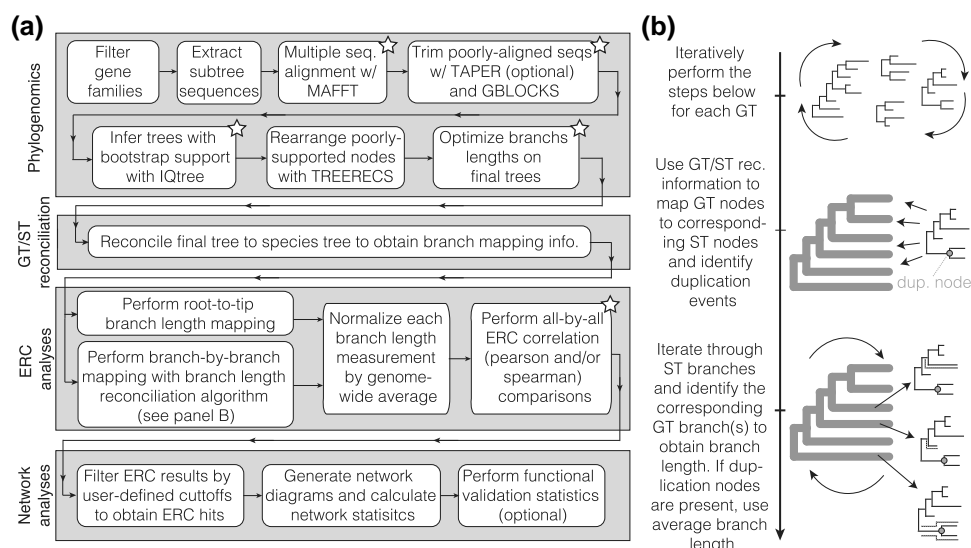 (a)
Phylogenomics
Filter
gene
families
Extract
subtree
sequences
Multiple seq.
alignment w/
MAFFT
Trim poorly-aligned seqs
w/ TAPER (optional)
and GBLOCKS
Infer trees with
bootstrap support
with IQtree
Rearrange poorly-
supported nodes
with TREERECS
Optimize branchs
lengths on
final trees
GT/ST
reconciliation
Reconcile final tree to species tree to obtain branch mapping info.
ERC
analyses
Perform root-to-tip
branch length mapping
Perform branch-by-branch
mapping with branch length
reconciliation algorithm
(see panel B)
Normalize each
branch length
measurement
by genome-
wide average
Perform all-by-all
ERC correlation
(pearson and/or
spearman)
comparisons
Network
analyses
Filter ERC results by
user-defined cuttoffs
to obtain ERC hits
Generate network
diagrams and calculate
network statisitcs
Perform functional
validation statistics
(optional)
(b)
Iteratively
perform the
steps below
for each GT
Use GT/ST rec.
information to
map GT nodes
to correspond-
ing ST nodes
and identify
duplication
events
dup. node
Iterate through
ST branches
and identify the
corresponding
GT branch(s) to
obtain branch
length. If dup-
lication nodes
are present, use
average branch
length